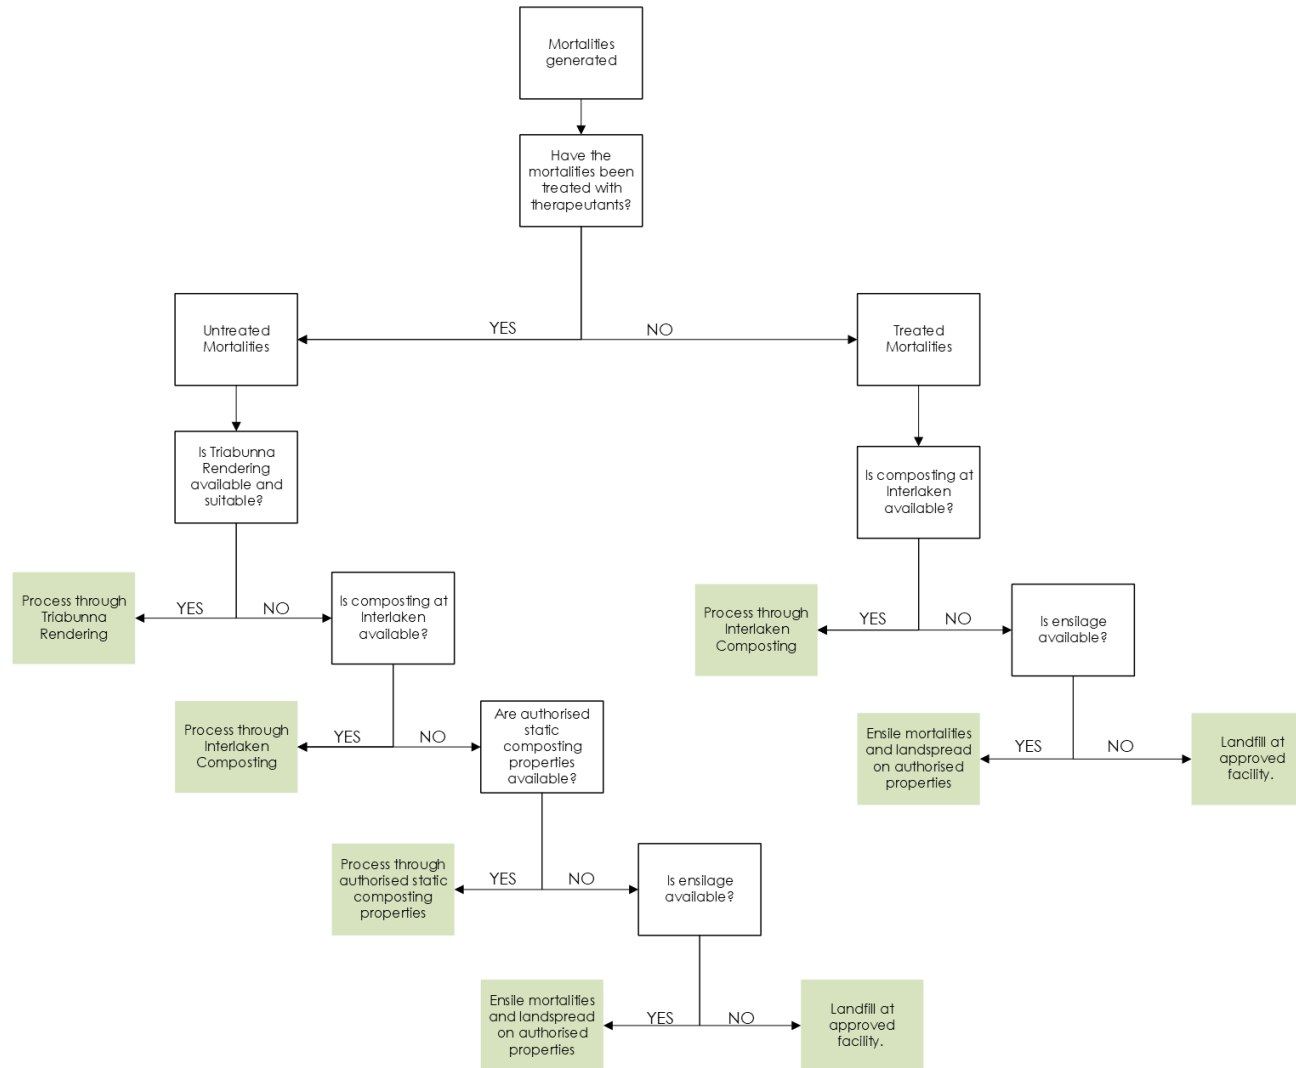 Mortalities
generated
Have the
mortalities been
treated with
therapeutants?
YES
NO
Untreated
Mortalities
Treated
Mortalities
Is Triabunna
Rendering
available and
suitable?
Is composting at
Interlaken
available?
Process through
Triabunna
Rendering
YES
NO
Is composting at
Interlaken
available?
Process through
Interlaken
Composting
YES
NO
Is ensilage
available?
Process through
Interlaken
Composting
YES
NO
Are authorised
static
composting
properties
available?
Ensile mortalities
and landspread
on authorised
properties
YES
NO
Landfill at
approved
facility.
Process through
authorised static
composting
properties
YES
NO
Is ensilage
available?
Ensile mortalities
and landspread
on authorised
properties
YES
NO
Landfill at
approved
facility.